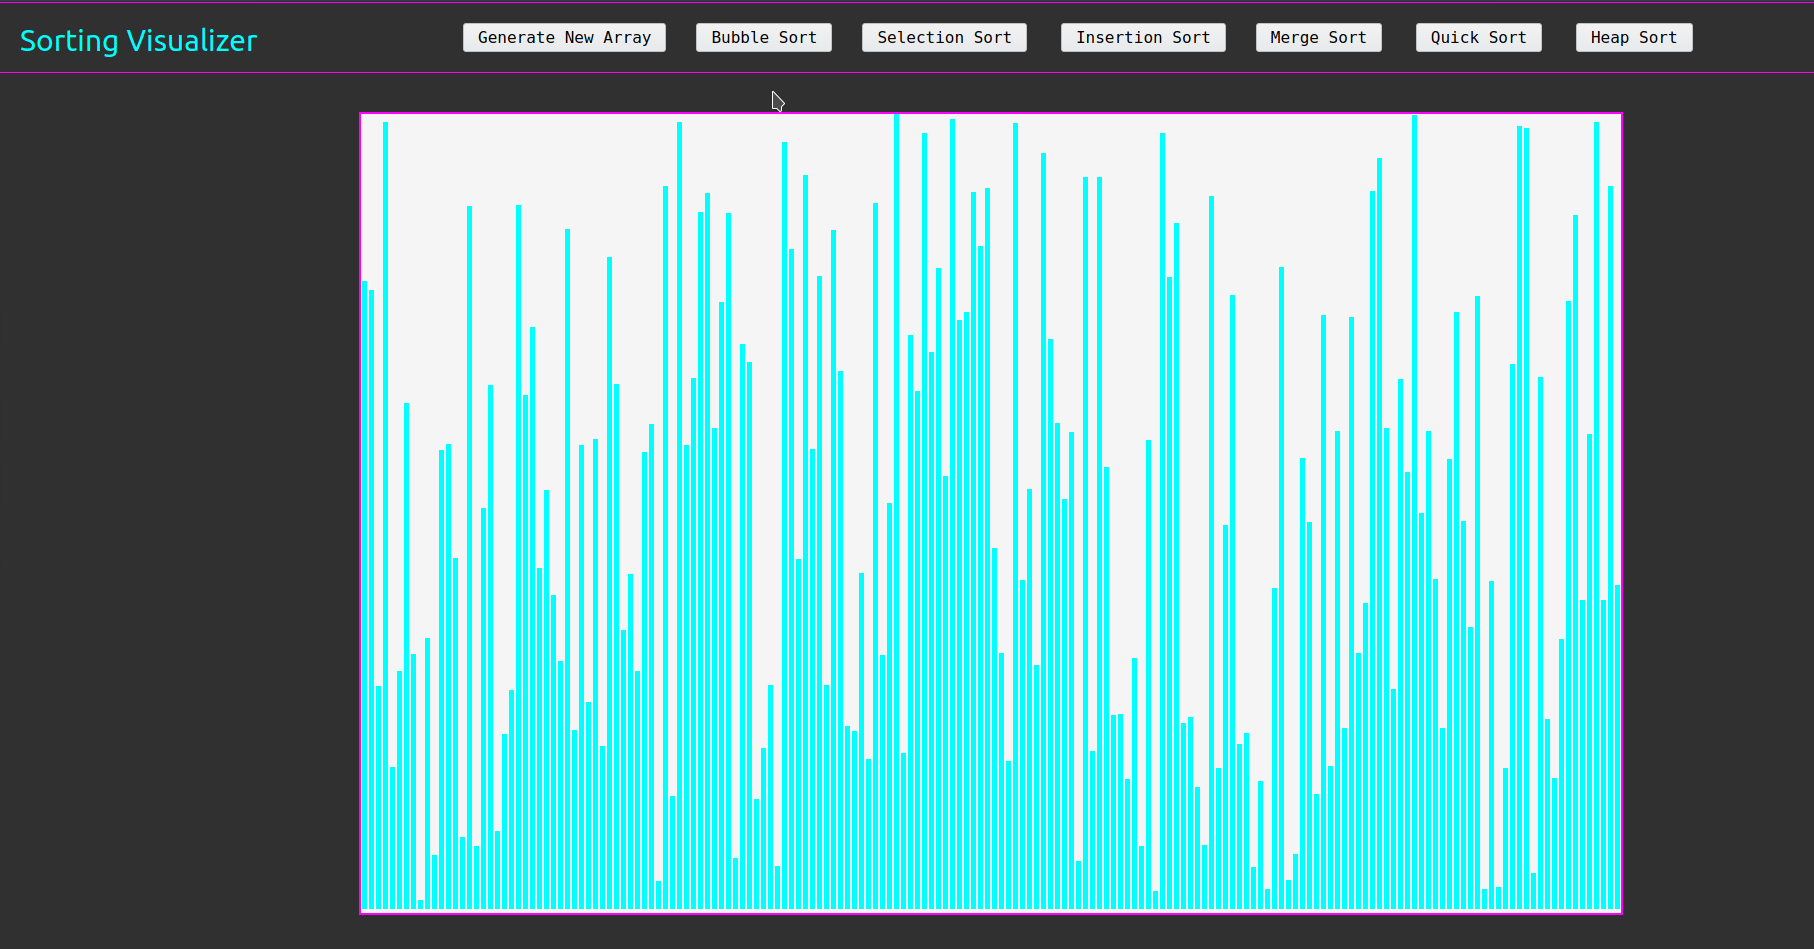 Sorting Visualizer
Generate New Array
Bubble Sort
Selection Sort
Insertion Sort
Merge Sort
Quick Sort
Heap Sort